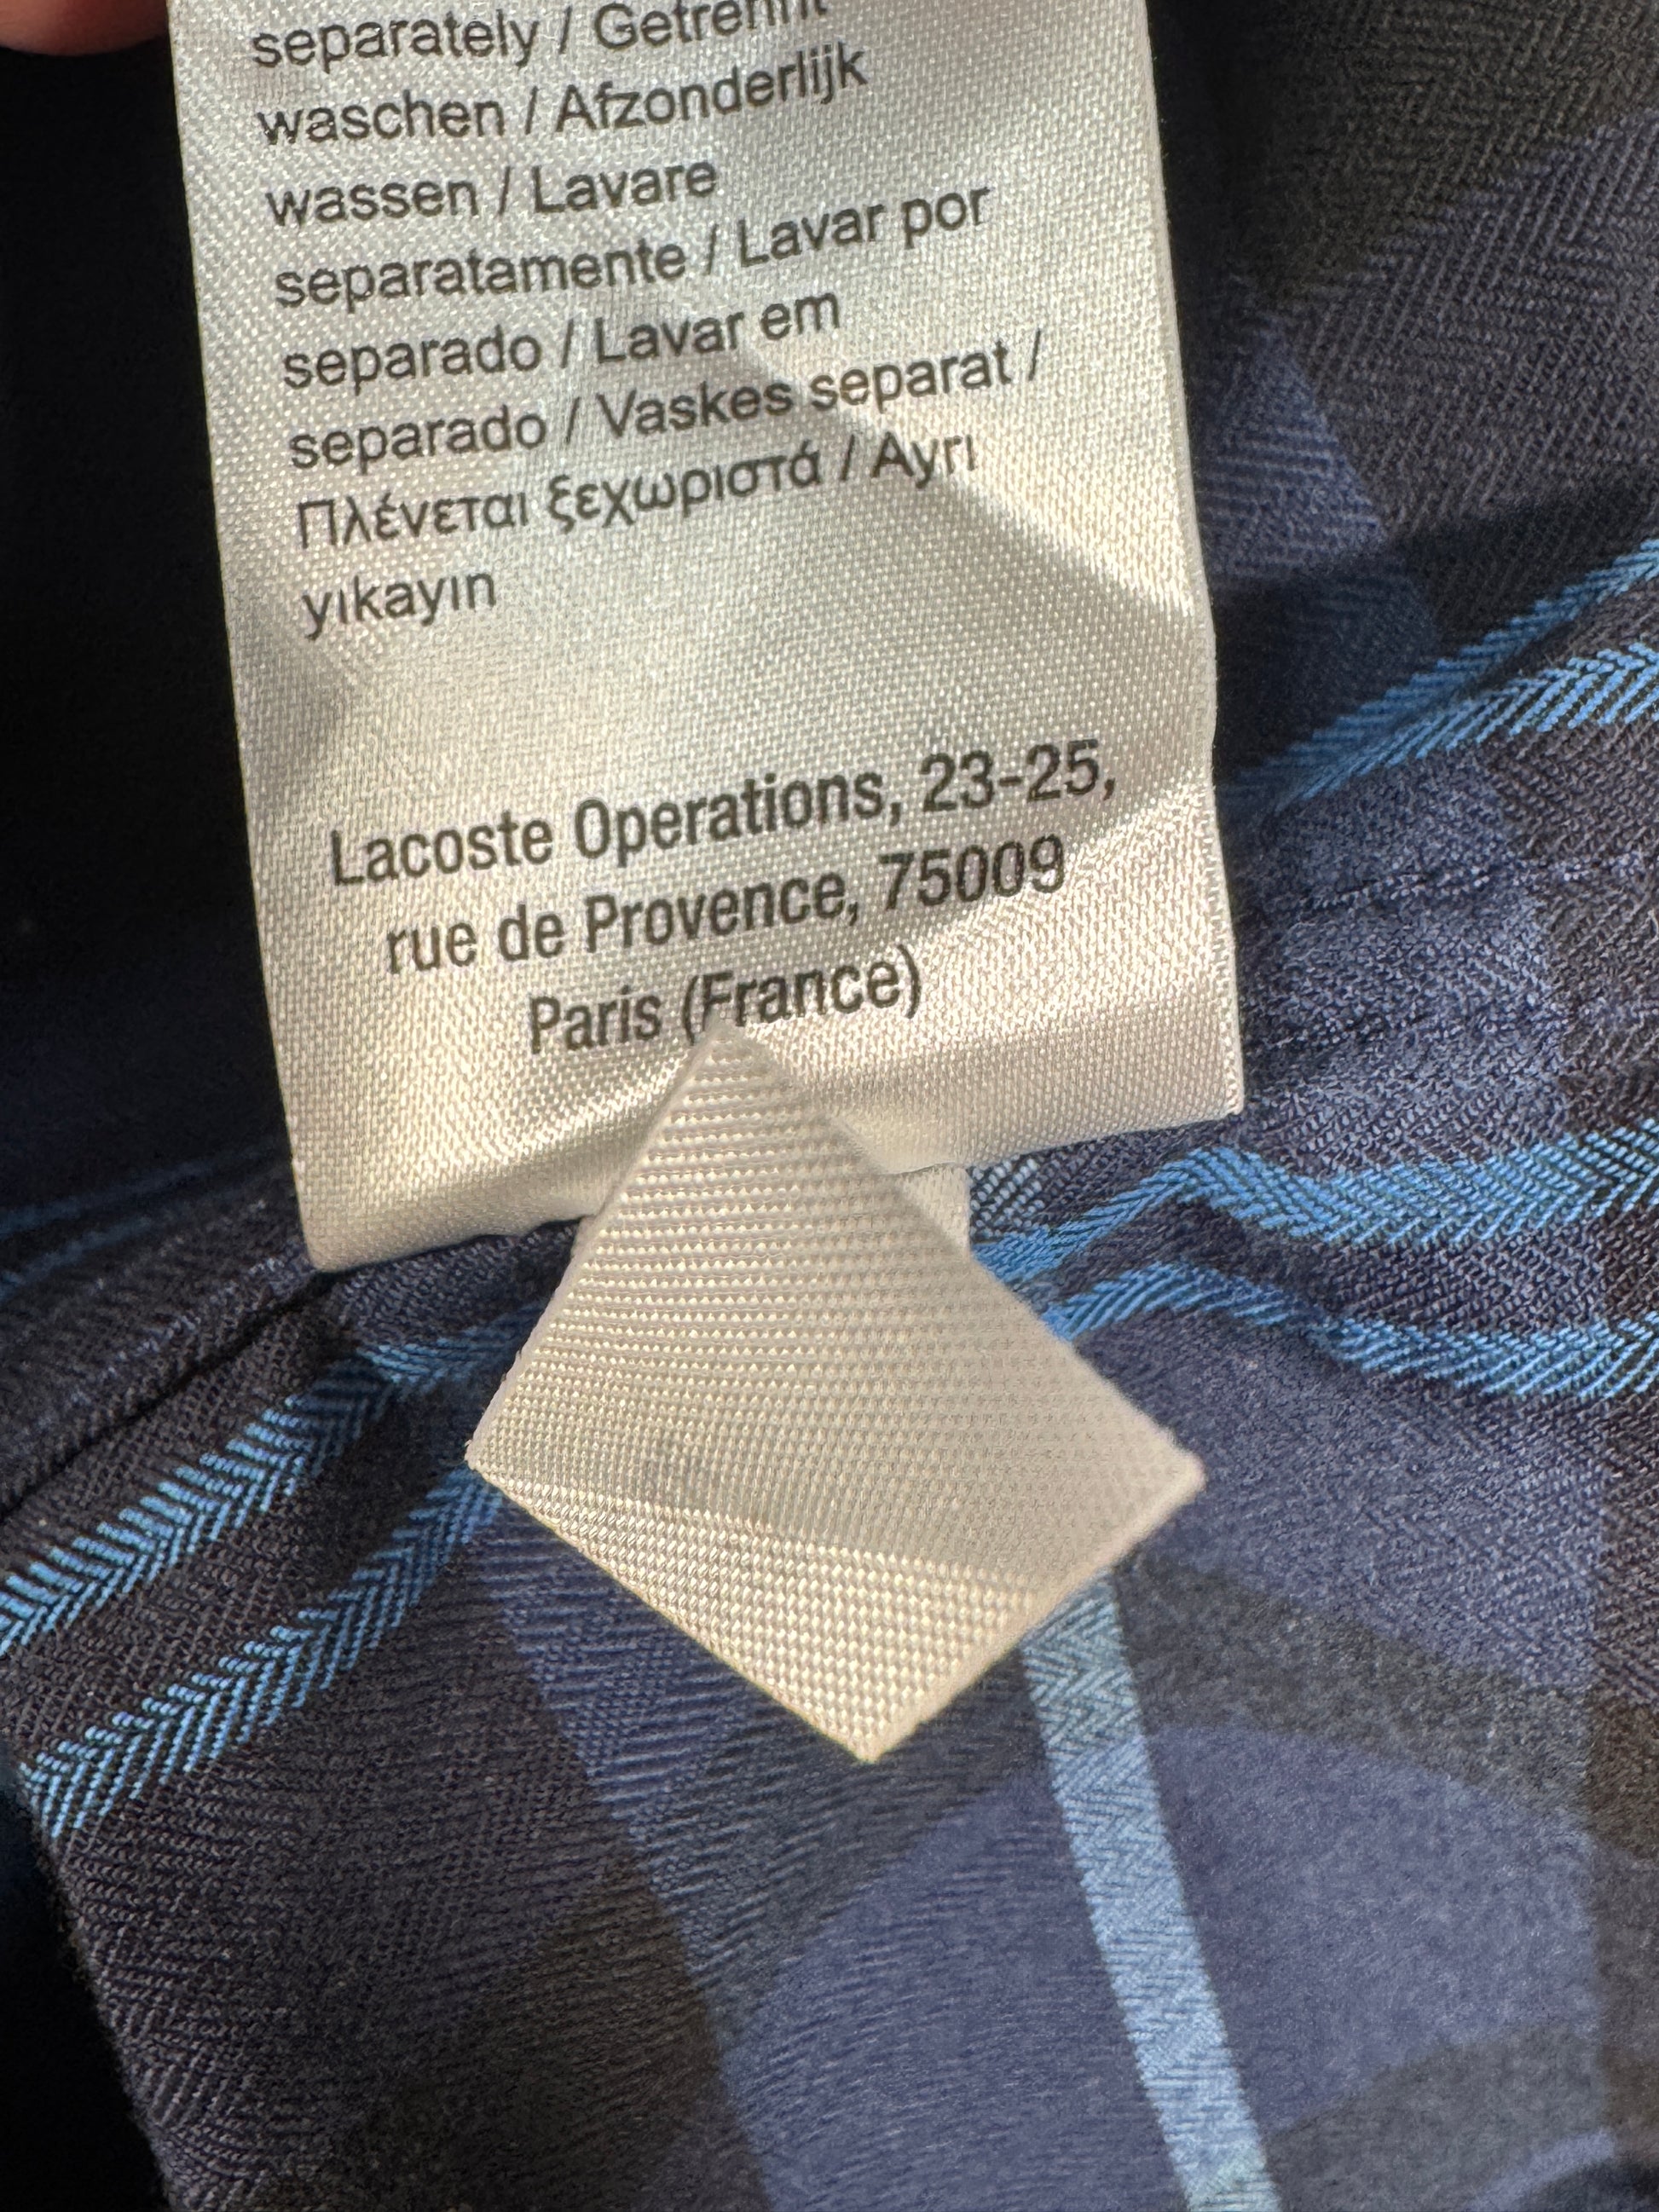 separately / Getrennt
waschen / Afzonderlijk
wassen / Lavare
separatamente / Lavar por
separado / Lavar em
separado / Vaskes separat /
Πλένεται ξεχωριστά / Ayrı
yıkayın
Lacoste Operations, 23-25,
rue de Provence, 75009
Paris (France)